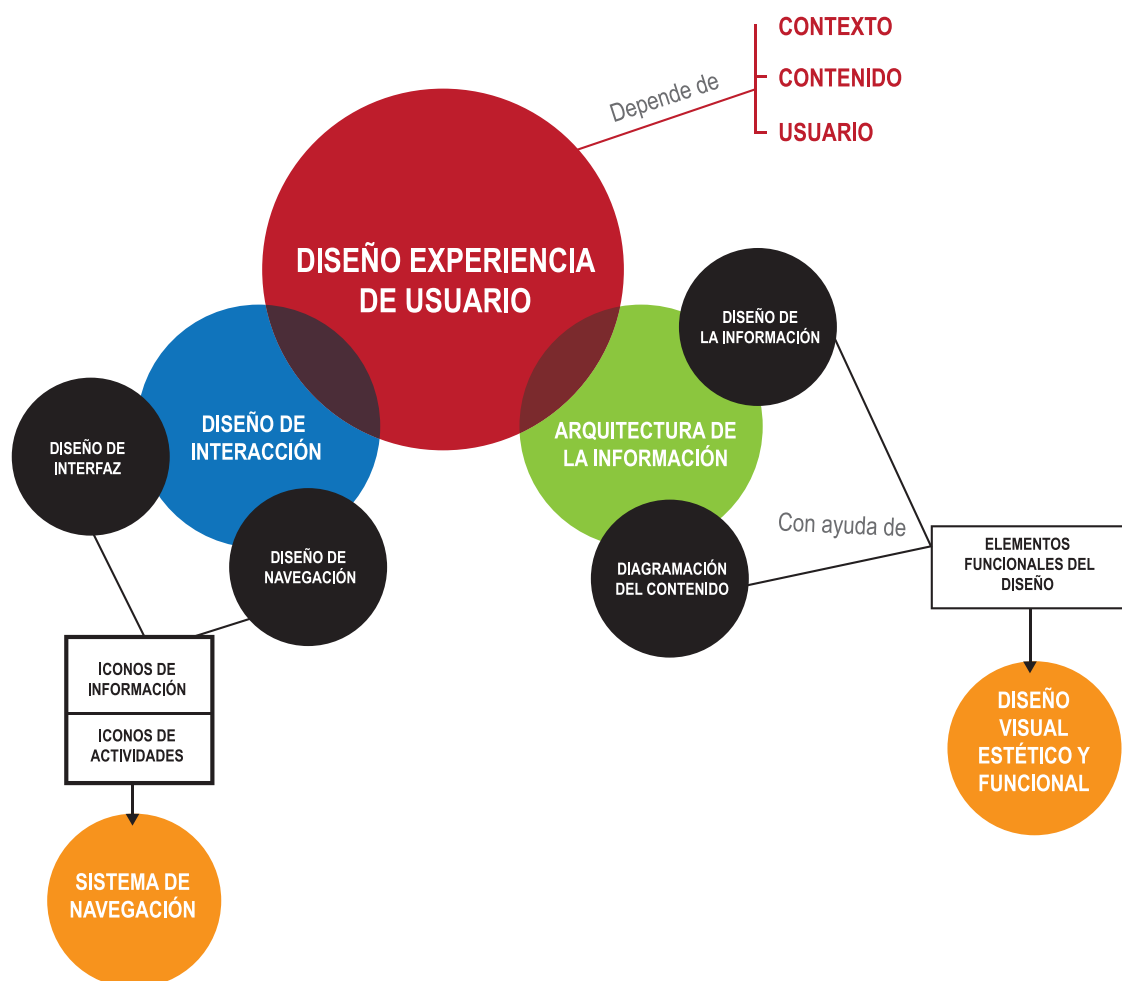 CONTEXTO
Depende de
CONTENIDO
USUARIO
DISEÑO EXPERIENCIA
DE USUARIO
DISEÑO DE
LA INFORMACIÓN
DISEÑO DE
INTERACCIÓN
ARQUITECTURA DE
LA INFORMACIÓN
DISEÑO DE
INTERFAZ
Con ayuda de
ELEMENTOS
FUNCIONALES DEL
DISEÑO
DISEÑO DE
NAVEGACIÓN
DIAGRAMACIÓN
DEL CONTENIDO
ÍCONOS DE
INFORMACIÓN
ICONOS DE
ACTIVIDADES
DISEÑO
VISUAL
ESTÉTICO Y
FUNCIONAL
SISTEMA DE
NAVEGACIÓN